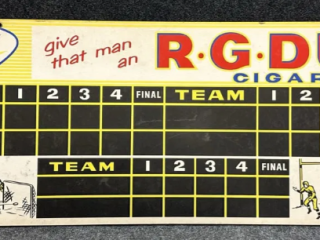 give that man an
R·G·DU
CIGAR
1 2 3 4 FINAL TEAM 1 2
TEAM 1 2 3 4 FINAL